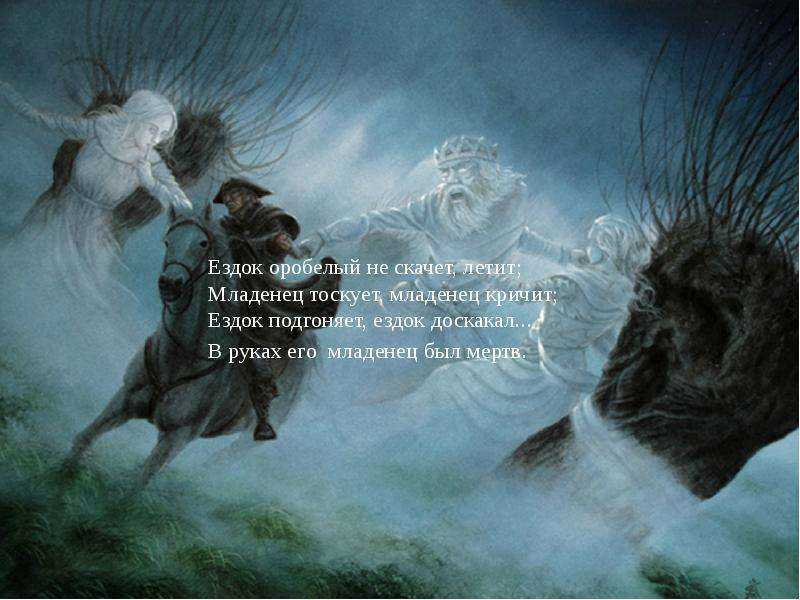 Ездок оробелый не скачет, летит;
Младенец тоскует, младенец кричит;
Ездок подгоняет, ездок доскакал…
В руках его младенец был мертв.